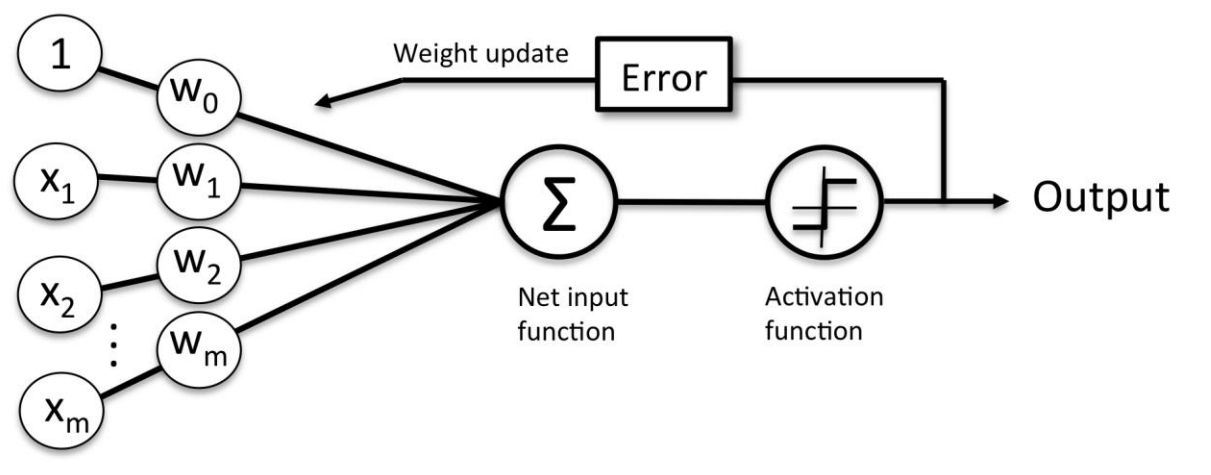 1
w₀
Weight update
Error
x₁
w₁
Σ
Output
x₂
w₂
Net input
function
Activation
function
wₘ
xₘ